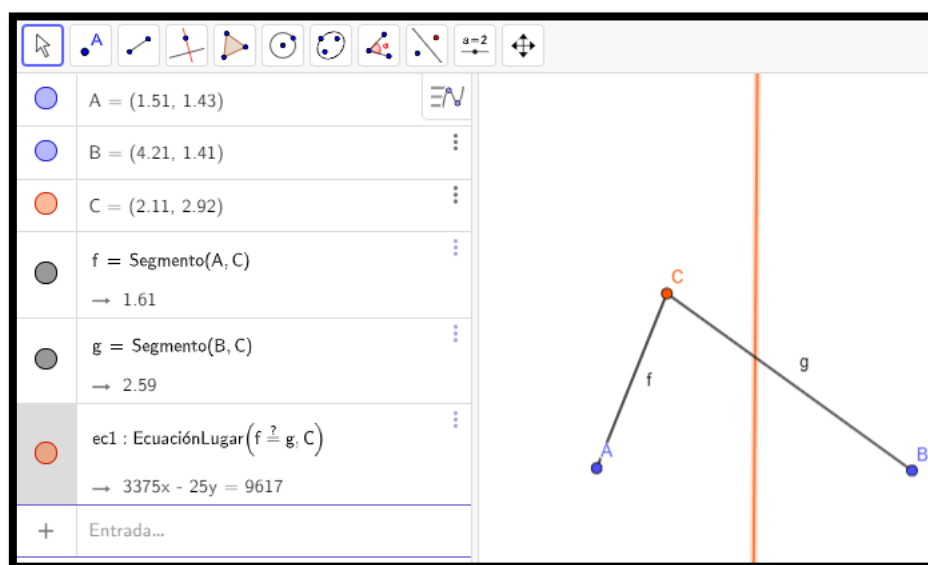 A
a=2
A = (1.51, 1.43)
B = (4.21, 1.41)
C = (2.11, 2.92)
f = Segmento(A, C)
→ 1.61
g = Segmento(B, C)
→ 2.59
ec1 : EcuaciónLugar(f ≟ g, C)
→ 3375x - 25y = 9617
+ Entrada...
C
g
f
A
B